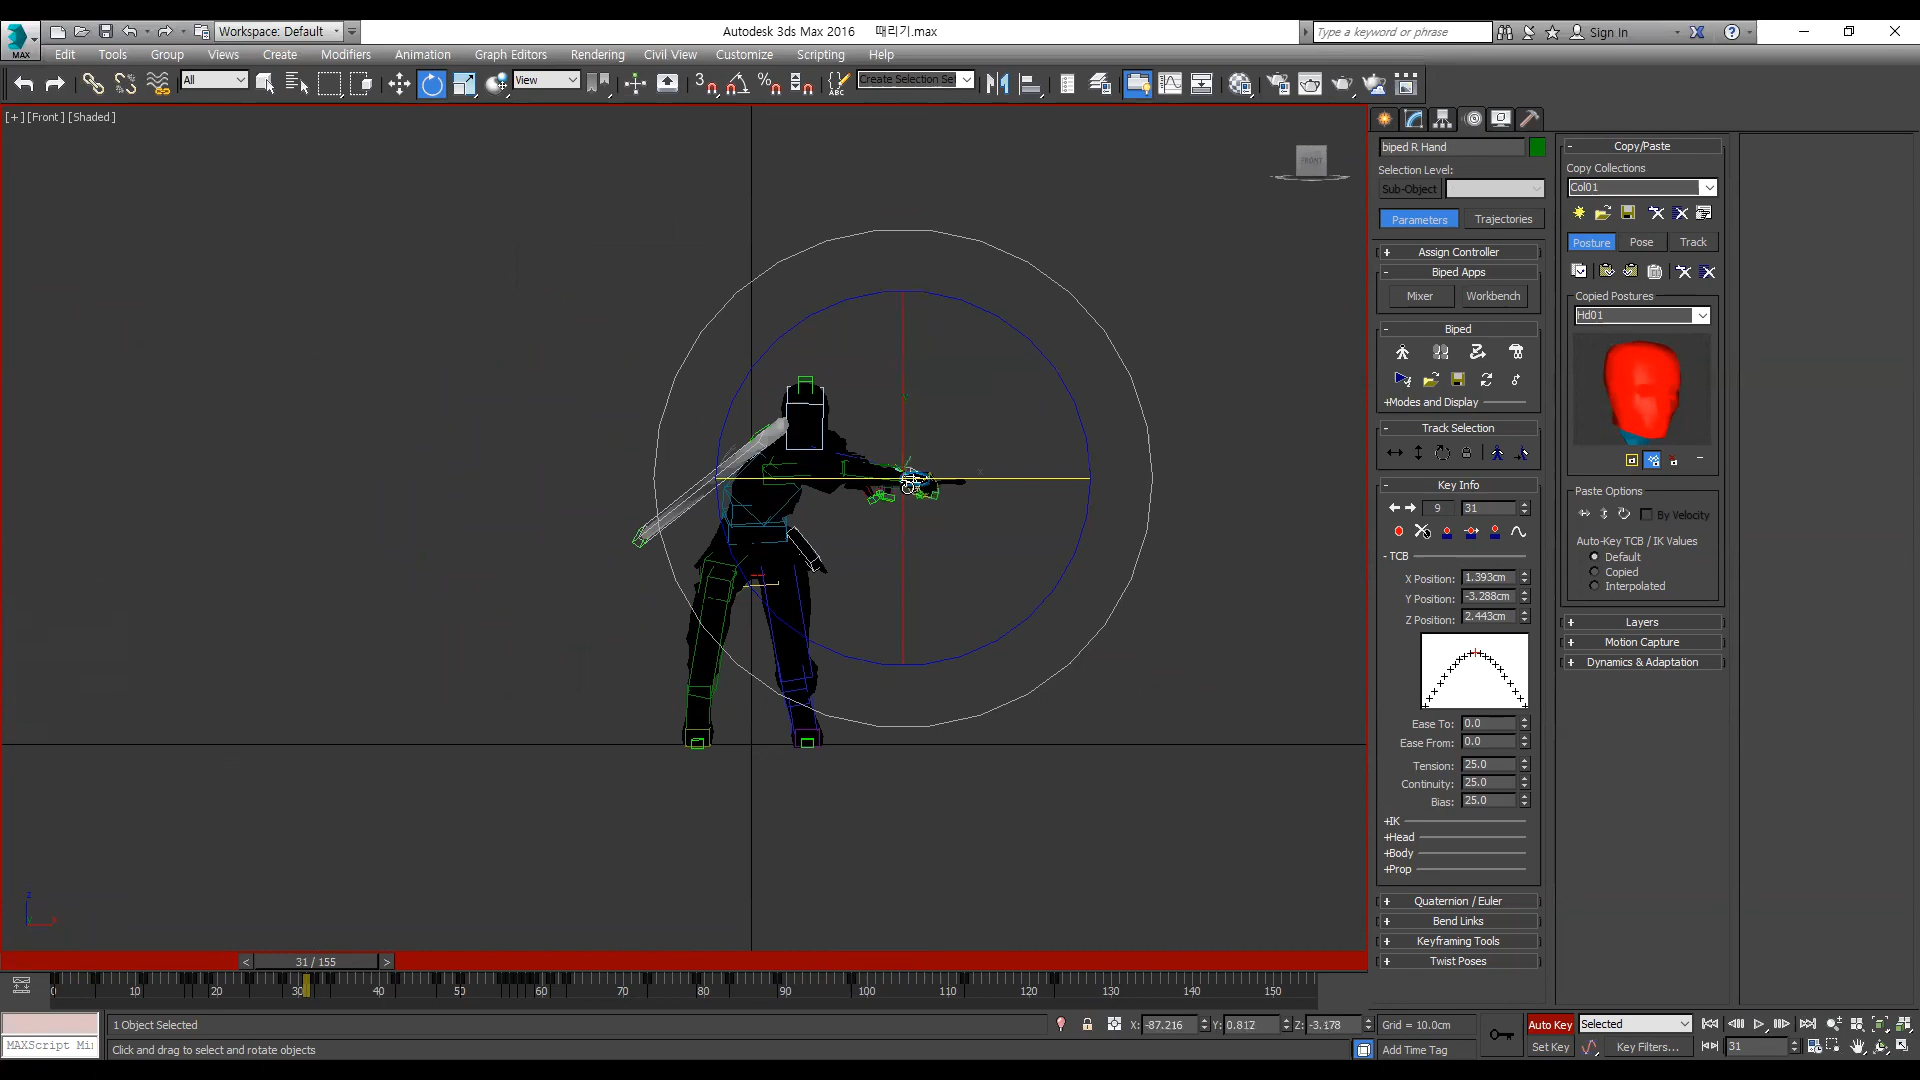 Workspace: Default
Autodesk 3ds Max 2016 때리기.max
Type a keyword or phrase
Sign In
MAX
Edit Tools Group Views Create Modifiers Animation Graph Editors Rendering Civil View Customize Scripting Help
All
View
Create Selection Se
[+] [Front] [Shaded]
FRONT
biped R Hand
Selection Level:
Sub-Object
Parameters Trajectories
+ Assign Controller
- Biped Apps
Mixer Workbench
- Biped
+Modes and Display
- Track Selection
- Key Info
9 31
-TCB
X Position: 1.393cm
Y Position: -3.288cm
Z Position: 2.443cm
Ease To: 0.0
Ease From: 0.0
Tension: 25.0
Continuity: 25.0
Bias: 25.0
+IK
+Head
+Body
+Prop
+ Quaternion / Euler
+ Bend Links
+ Keyframing Tools
+ Twist Poses
- Copy/Paste
Copy Collections
Col01
Posture Pose Track
Copied Postures
Hd01
Paste Options
By Velocity
Auto-Key TCB / IK Values
Default
Copied
Interpolated
+ Layers
+ Motion Capture
+ Dynamics & Adaptation
z
x
< 31 / 155 >
0 10 20 30 40 50 60 70 80 90 100 110 120 130 140 150
1 Object Selected
X: -87.216 Y: 0.812 Z: -3.178 Grid = 10.0cm
Auto Key Selected
MAXScript Mi
Click and drag to select and rotate objects
Add Time Tag
Set Key Key Filters... 31